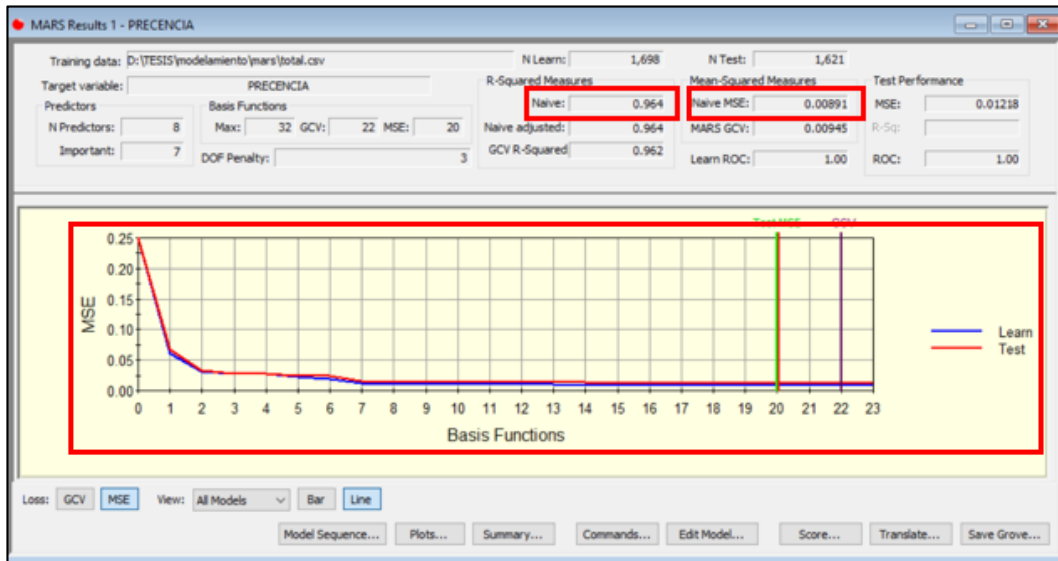 MARS Results 1 - PRECENCIA
Training data: D:\TESIS\modelamiento\mars\total.csv N Learn: 1,698 N Test: 1,621
Target variable: PRECENCIA R-Squared Measures Mean-Squared Measures Test Performance
Predictors Basis Functions Naive: 0.964 Naive MSE: 0.00891 MSE: 0.01218
N Predictors: 8 Max: 32 GCV: 22 MSE: 20 Naive adjusted: 0.964 MARS GCV: 0.00945 R-Sq:
Important: 7 DOF Penalty: 3 GCV R-Squared 0.962 Learn ROC: 1.00 ROC: 1.00
Test MSE GCV
0.25
0.20
0.15
0.10
0.05
0.00
MSE
Learn
Test
0 1 2 3 4 5 6 7 8 9 10 11 12 13 14 15 16 17 18 19 20 21 22 23
Basis Functions
Loss: GCV MSE View: All Models Bar Line
Model Sequence... Plots... Summary... Commands... Edit Model... Score... Translate... Save Grove...